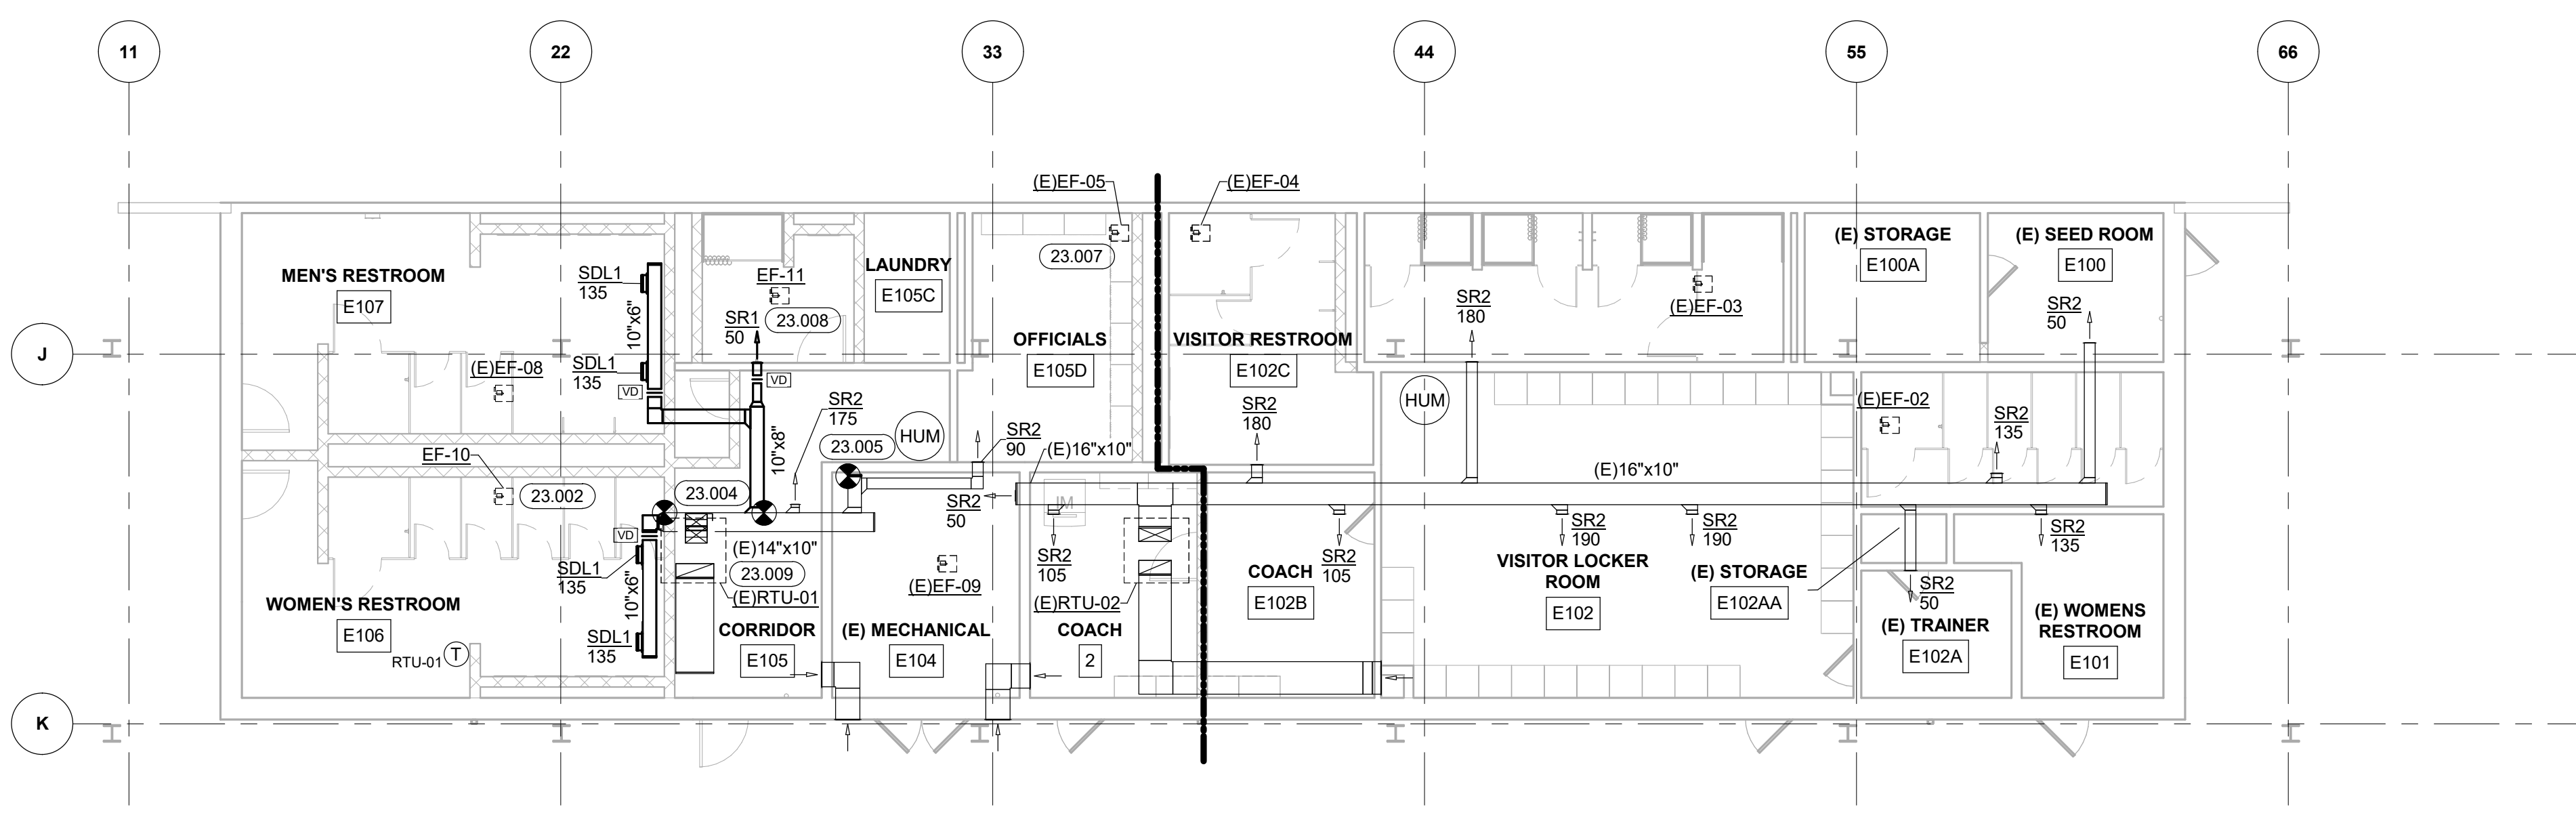 11
22
33
44
55
66
J
K
(E)EF-05
(E)EF-04
23.007
MEN'S RESTROOM
E107
SDL1
135
10"x6"
SDL1
135
VD
(E)EF-08
EF-11
23.008
SR1
50
VD
LAUNDRY
E105C
OFFICIALS
E105D
VISITOR RESTROOM
E102C
SR2
180
SR2
180
(E)EF-03
(E) STORAGE
E100A
(E) SEED ROOM
E100
SR2
50
HUM
(E)EF-02
SR2
135
10"x8"
SR2
175
23.005
HUM
SR2
90
(E)16"x10"
(E)16"x10"
EF-10
23.002
23.004
VD
SDL1
135
10"x6"
SDL1
135
(E)14"x10"
23.009
(E)RTU-01
SR2
50
(E)EF-09
SR2
105
(E)RTU-02
SR2
105
SR2
190
SR2
190
SR2
50
SR2
135
WOMEN'S RESTROOM
E106
RTU-01
T
CORRIDOR
E105
(E) MECHANICAL
E104
COACH
2
COACH
E102B
VISITOR LOCKER
ROOM
E102
(E) STORAGE
E102AA
(E) TRAINER
E102A
(E) WOMENS
RESTROOM
E101